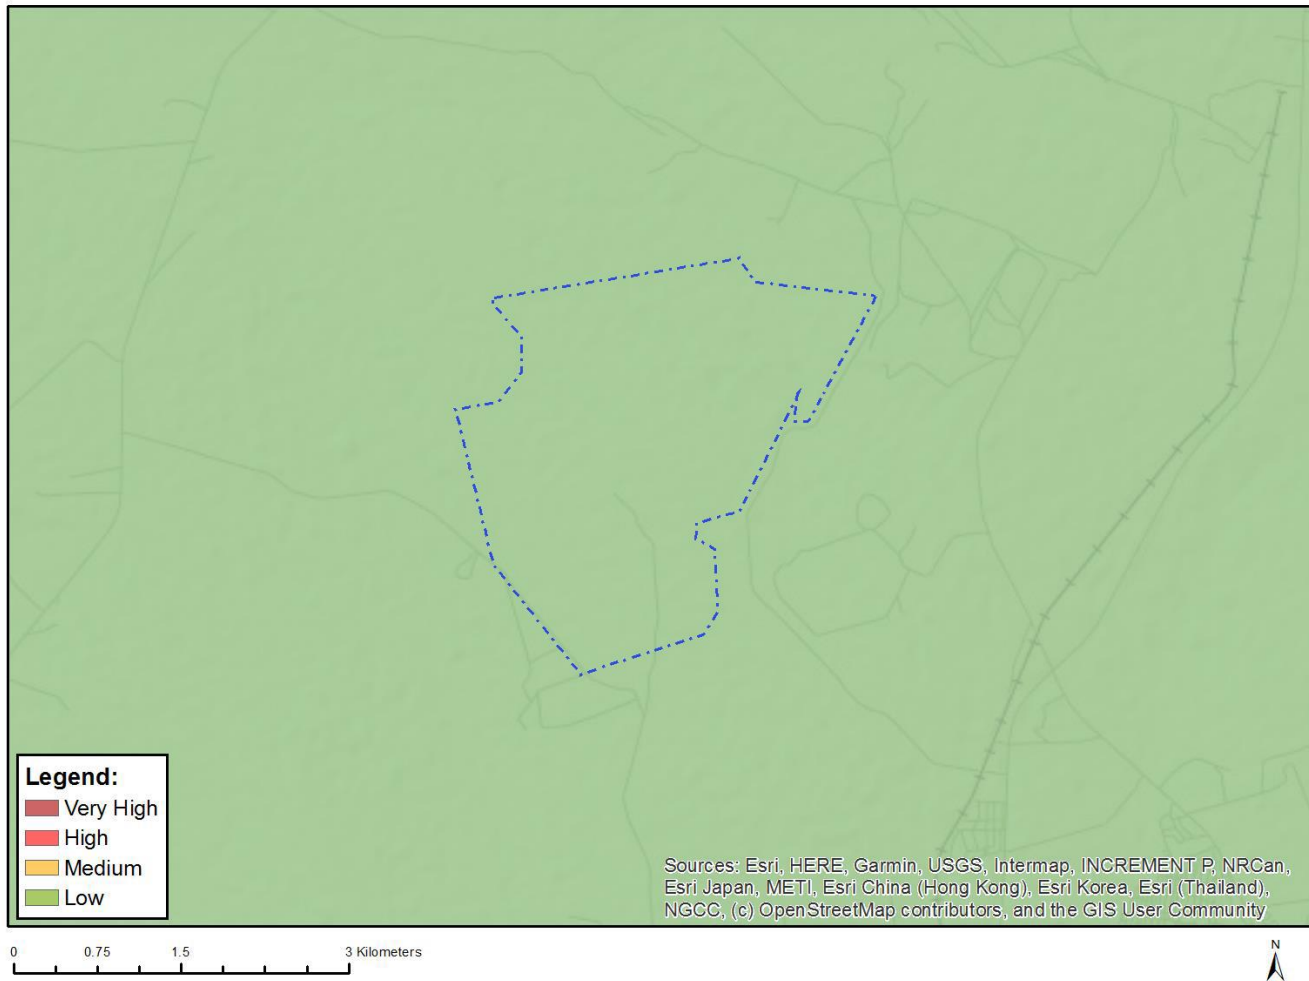 Legend:
Very High
High
Medium
Low
Sources: Esri, HERE, Garmin, USGS, Intermap, INCREMENT P, NRCan,
Esri Japan, METI, Esri China (Hong Kong), Esri Korea, Esri (Thailand),
NGCC, (c) OpenStreetMap contributors, and the GIS User Community
0 0.75 1.5 3 Kilometers
N